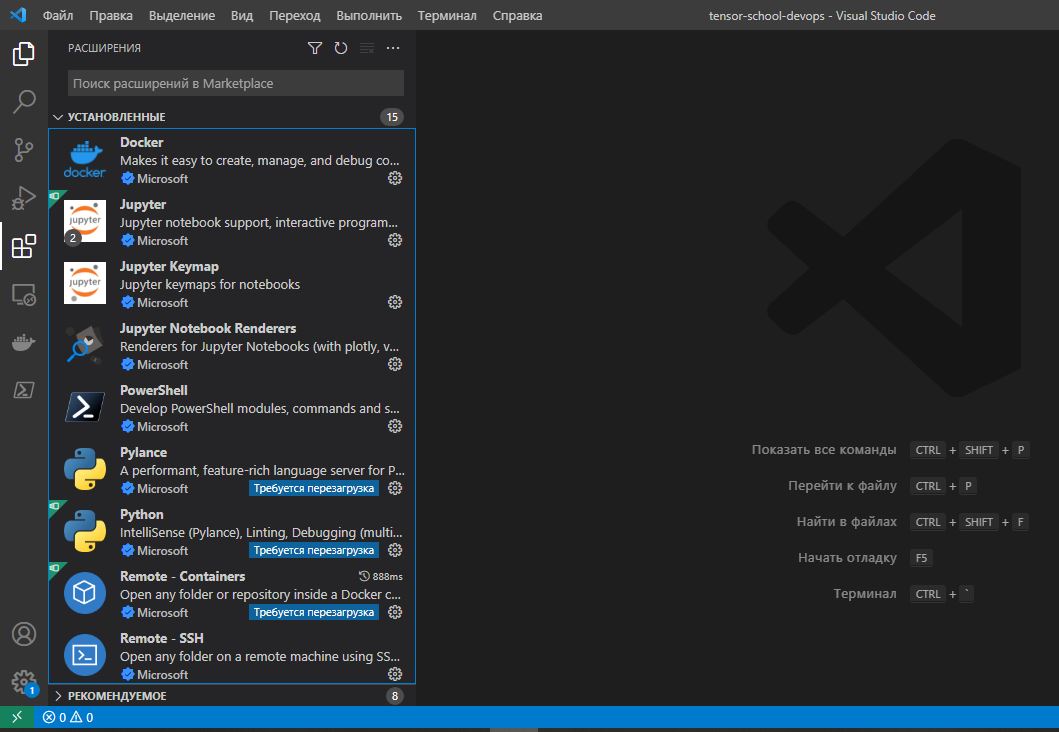 Файл Правка Выделение Вид Переход Выполнить Терминал Справка tensor-school-devops - Visual Studio Code
РАСШИРЕНИЯ
Поиск расширений в Marketplace
УСТАНОВЛЕННЫЕ 15
docker
Docker
Makes it easy to create, manage, and debug co...
Microsoft
jupyter
2
Jupyter
Jupyter notebook support, interactive program...
Microsoft
jupyter
Jupyter Keymap
Jupyter keymaps for notebooks
Microsoft
Jupyter Notebook Renderers
Renderers for Jupyter Notebooks (with plotly, v...
Microsoft
PowerShell
Develop PowerShell modules, commands and s...
Microsoft
Pylance
A performant, feature-rich language server for P...
Microsoft Требуется перезагрузка
Python
IntelliSense (Pylance), Linting, Debugging (multi...
Microsoft Требуется перезагрузка
Remote - Containers 888ms
Open any folder or repository inside a Docker c...
Microsoft Требуется перезагрузка
Remote - SSH
Open any folder on a remote machine using SS...
Microsoft
РЕКОМЕНДУЕМОЕ 8
1
0 0
Показать все команды CTRL + SHIFT + P
Перейти к файлу CTRL + P
Найти в файлах CTRL + SHIFT + F
Начать отладку F5
Терминал CTRL + `